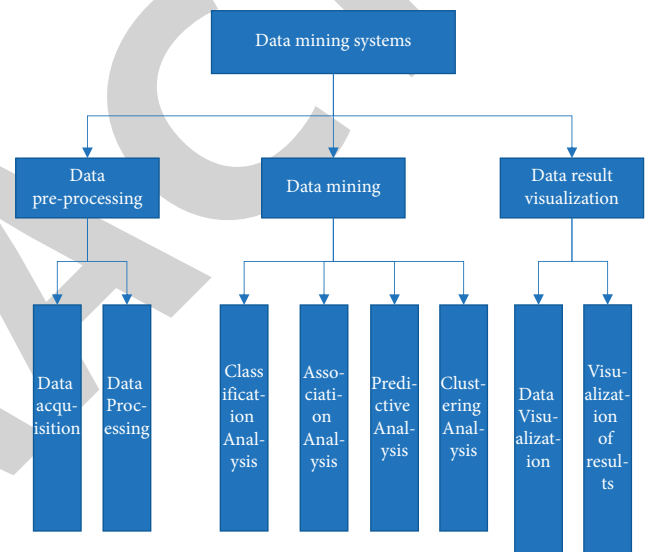 Data mining systems
Data
pre-processing
Data mining
Data result
visualization
Data
acqu-
isition
Data
Proc-
essing
Class
ificat-
ion
Anal-
ysis
Asso-
ciati-
on
Anal-
ysis
Predi-
ctive
Anal-
ysis
Clust-
ering
Anal-
ysis
Data
Visu-
alizat-
ion
Visu-
alizat-
ion
of
resul-
ts